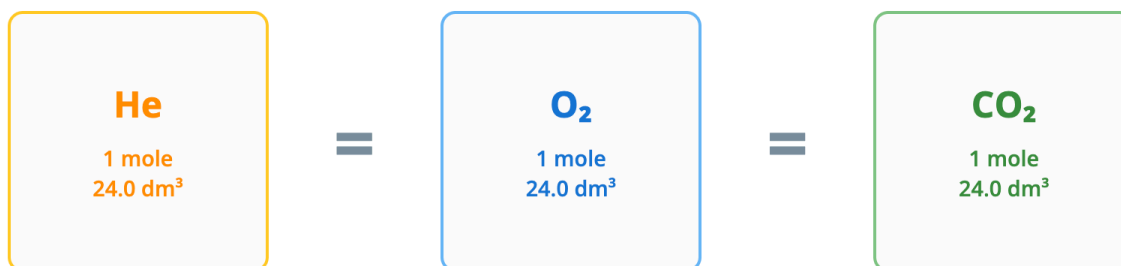 He
1 mole
24.0 dm³
=
O₂
1 mole
24.0 dm³
=
CO₂
1 mole
24.0 dm³